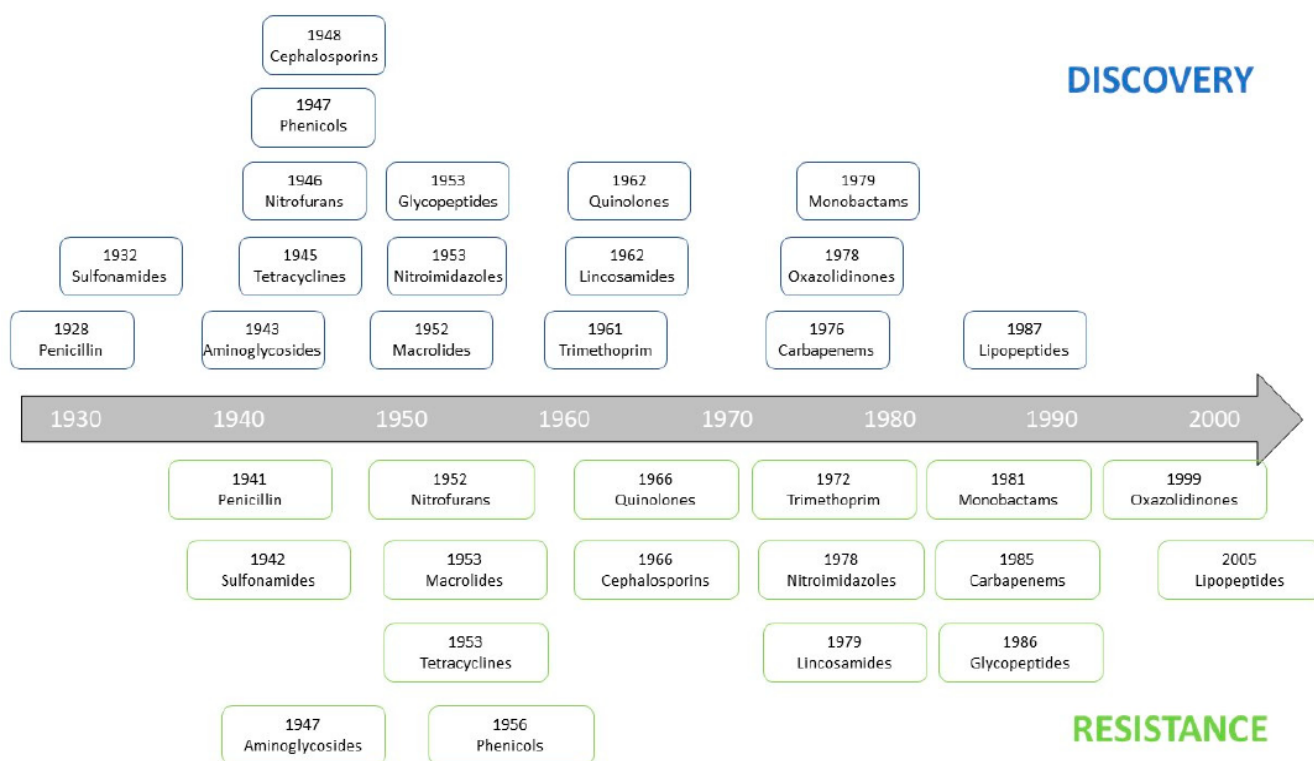 1948
Cephalosporins
DISCOVERY
1947
Phenicols
1946
Nitrofurans
1953
Glycopeptides
1962
Quinolones
1979
Monobactams
1932
Sulfonamides
1945
Tetracyclines
1953
Nitroimidazoles
1962
Lincosamides
1978
Oxazolidinones
1928
Penicillin
1943
Aminoglycosides
1952
Macrolides
1961
Trimethoprim
1976
Carbapenems
1987
Lipopeptides
1930 1940 1950 1960 1970 1980 1990 2000
1941
Penicillin
1952
Nitrofurans
1966
Quinolones
1972
Trimethoprim
1981
Monobactams
1999
Oxazolidinones
1942
Sulfonamides
1953
Macrolides
1966
Cephalosporins
1978
Nitroimidazoles
1985
Carbapenems
2005
Lipopeptides
1953
Tetracyclines
1979
Lincosamides
1986
Glycopeptides
1947
Aminoglycosides
1956
Phenicols
RESISTANCE